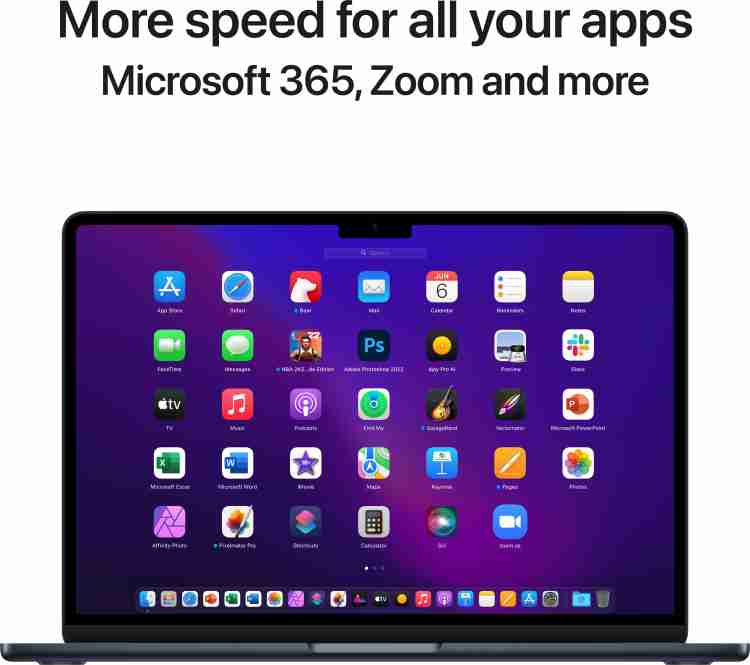 More speed for all your apps
Microsoft 365, Zoom and more
Search
App Store Safari Bear Mail Calendar Reminders Notes
JUN
6
FaceTime Messages NBA 2K2...de Edition Adobe Photoshop 2022 Preview Slack
22
Ps
tv
TV Music Podcasts Find My GarageBand Vectornator Microsoft PowerPoint
P
X
W
Microsoft Excel Microsoft Word iMovie Maps Keynote Pages Photos
Affinity Photo Pixelmator Pro Shortcuts Calculator Siri zoom.us